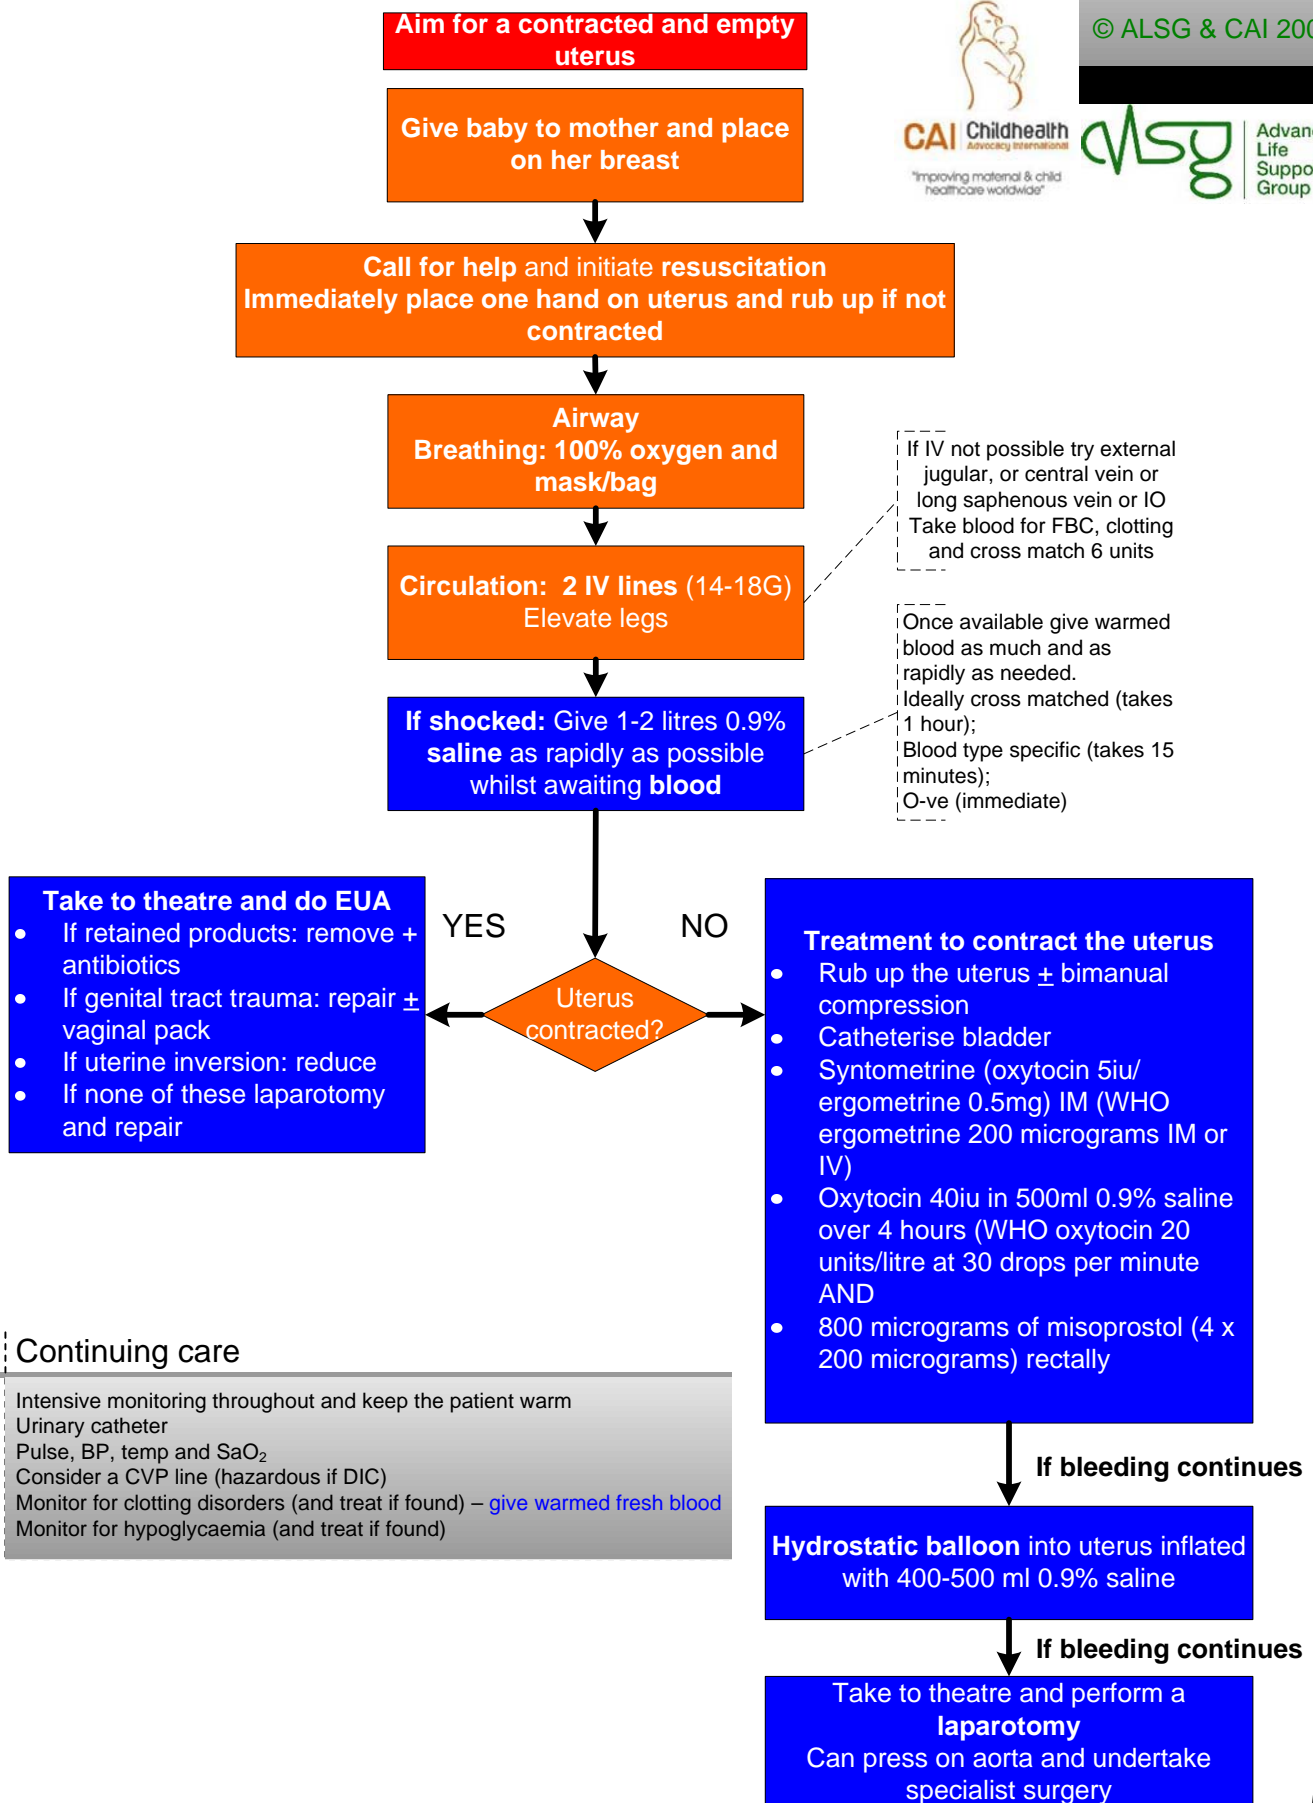 Aim for a contracted and empty
uterus
© ALSG & CAI 200
CAI Childhealth
Advocacy International
"Improving maternal & child
healthcare worldwide"
alsg
Advan
Life
Suppo
Group
Give baby to mother and place
on her breast
Call for help and initiate resuscitation
Immediately place one hand on uterus and rub up if not
contracted
Airway
Breathing: 100% oxygen and
mask/bag
If IV not possible try external
jugular, or central vein or
long saphenous vein or IO
Take blood for FBC, clotting
and cross match 6 units
Circulation: 2 IV lines (14-18G)
Elevate legs
Once available give warmed
blood as much and as
rapidly as needed.
Ideally cross matched (takes
1 hour);
Blood type specific (takes 15
minutes);
O-ve (immediate)
If shocked: Give 1-2 litres 0.9%
saline as rapidly as possible
whilst awaiting blood
Uterus
contracted?
YES
NO
Take to theatre and do EUA
• If retained products: remove +
antibiotics
• If genital tract trauma: repair ±
vaginal pack
• If uterine inversion: reduce
• If none of these laparotomy
and repair
Treatment to contract the uterus
• Rub up the uterus ± bimanual
compression
• Catheterise bladder
• Syntometrine (oxytocin 5iu/
ergometrine 0.5mg) IM (WHO
ergometrine 200 micrograms IM or
IV)
• Oxytocin 40iu in 500ml 0.9% saline
over 4 hours (WHO oxytocin 20
units/litre at 30 drops per minute
AND
• 800 micrograms of misoprostol (4 x
200 micrograms) rectally
Continuing care
Intensive monitoring throughout and keep the patient warm
Urinary catheter
Pulse, BP, temp and SaO₂
Consider a CVP line (hazardous if DIC)
Monitor for clotting disorders (and treat if found) – give warmed fresh blood
Monitor for hypoglycaemia (and treat if found)
If bleeding continues
Hydrostatic balloon into uterus inflated
with 400-500 ml 0.9% saline
If bleeding continues
Take to theatre and perform a
laparotomy
Can press on aorta and undertake
specialist surgery